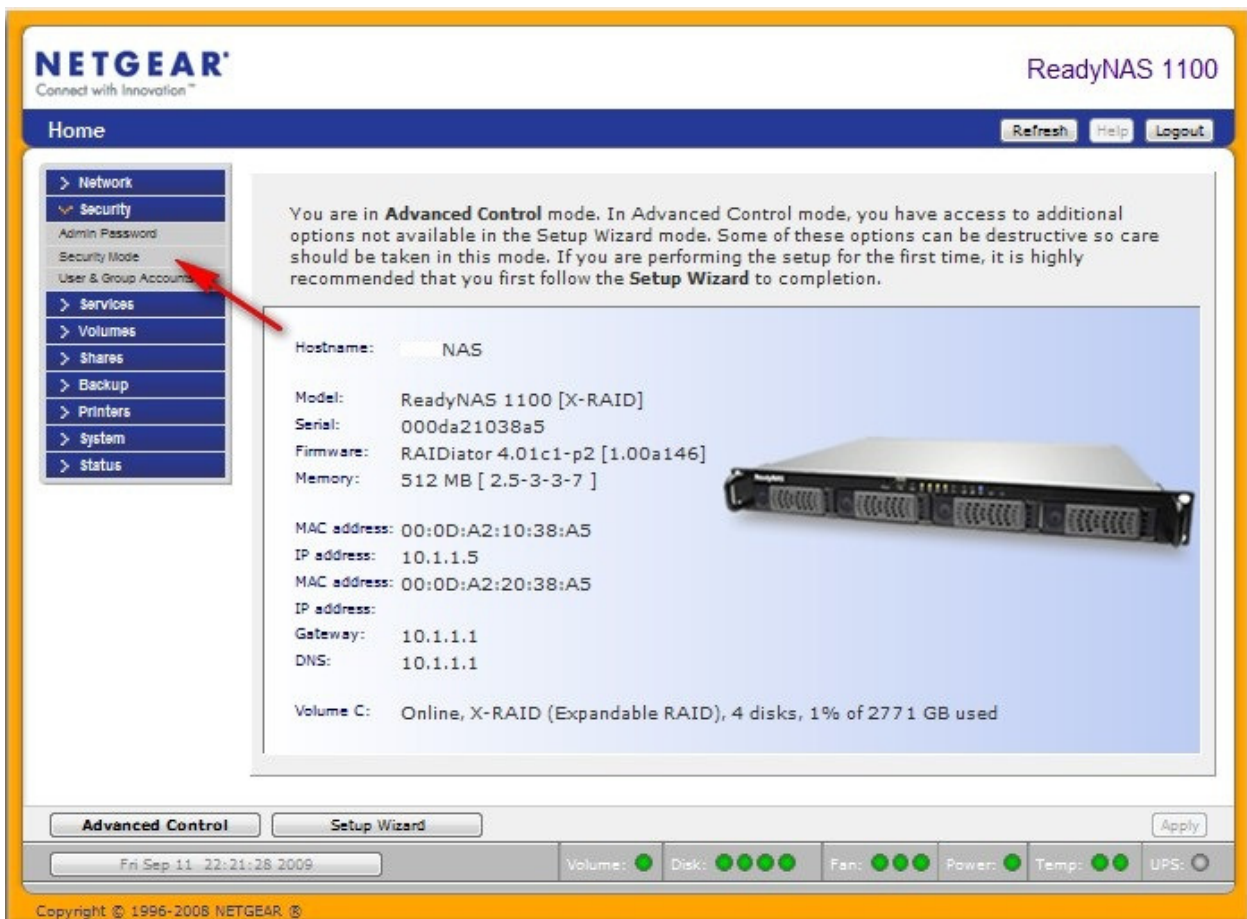 NETGEAR®
Connect with Innovation™
ReadyNAS 1100
Home
Refresh
Help
Logout
> Network
Security
Admin Password
Security Mode
User & Group Accounts
> Services
> Volumes
> Shares
> Backup
> Printers
> System
> Status
You are in Advanced Control mode. In Advanced Control mode, you have access to additional
options not available in the Setup Wizard mode. Some of these options can be destructive so care
should be taken in this mode. If you are performing the setup for the first time, it is highly
recommended that you first follow the Setup Wizard to completion.
Hostname: NAS
Model: ReadyNAS 1100 [X-RAID]
Serial: 000da21038a5
Firmware: RAIDiator 4.01c1-p2 [1.00a146]
Memory: 512 MB [ 2.5-3-3-7 ]
MAC address: 00:0D:A2:10:38:A5
IP address: 10.1.1.5
MAC address: 00:0D:A2:20:38:A5
IP address:
Gateway: 10.1.1.1
DNS: 10.1.1.1
Volume C: Online, X-RAID (Expandable RAID), 4 disks, 1% of 2771 GB used
ReadyNAS
Advanced Control
Setup Wizard
Apply
Fri Sep 11 22:21:28 2009
Volume:
Disk:
Fan:
Power:
Temp:
UPS:
Copyright © 1996-2008 NETGEAR ®